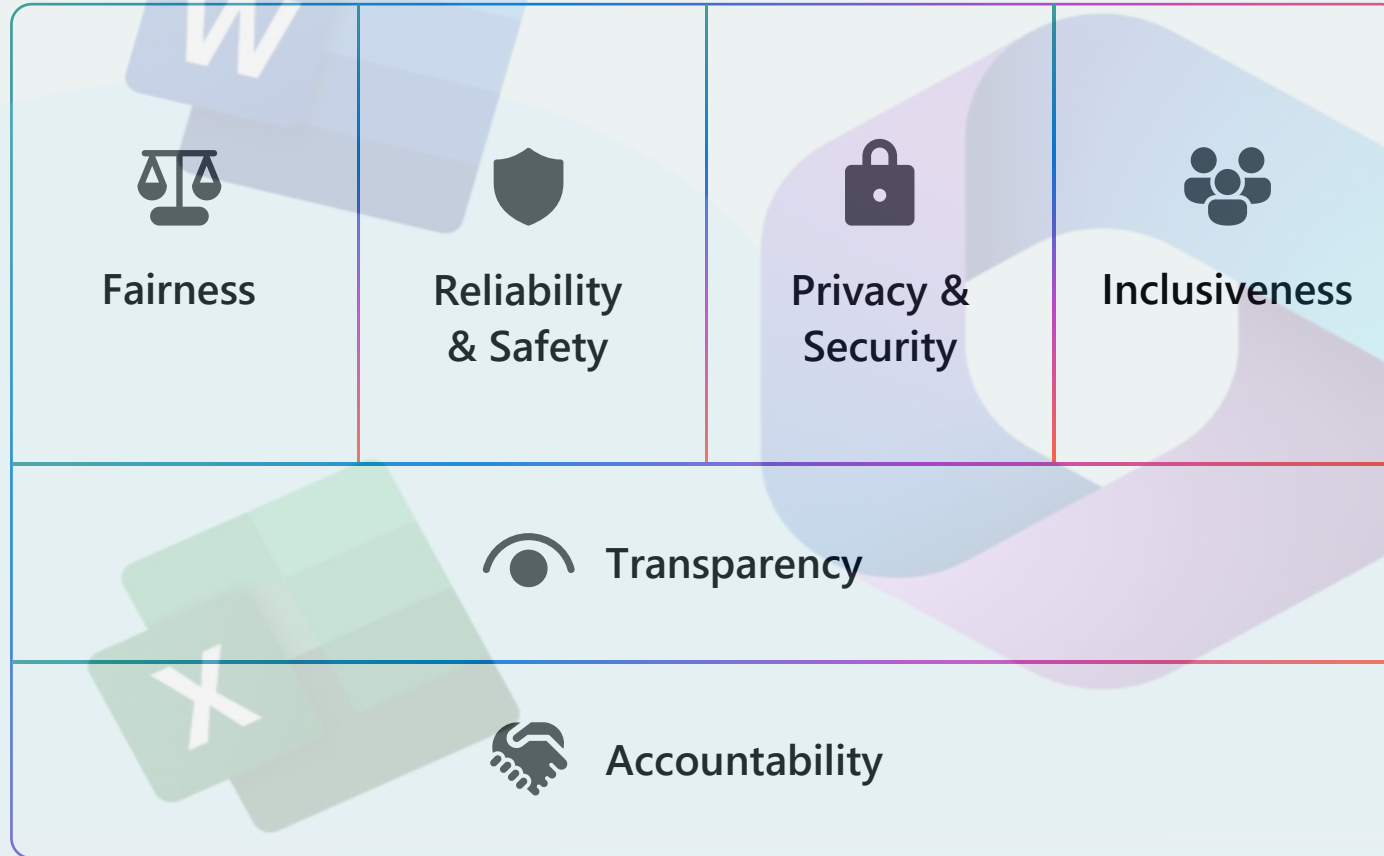 W
Fairness
Reliability
& Safety
Privacy &
Security
Inclusiveness
Transparency
X
Accountability